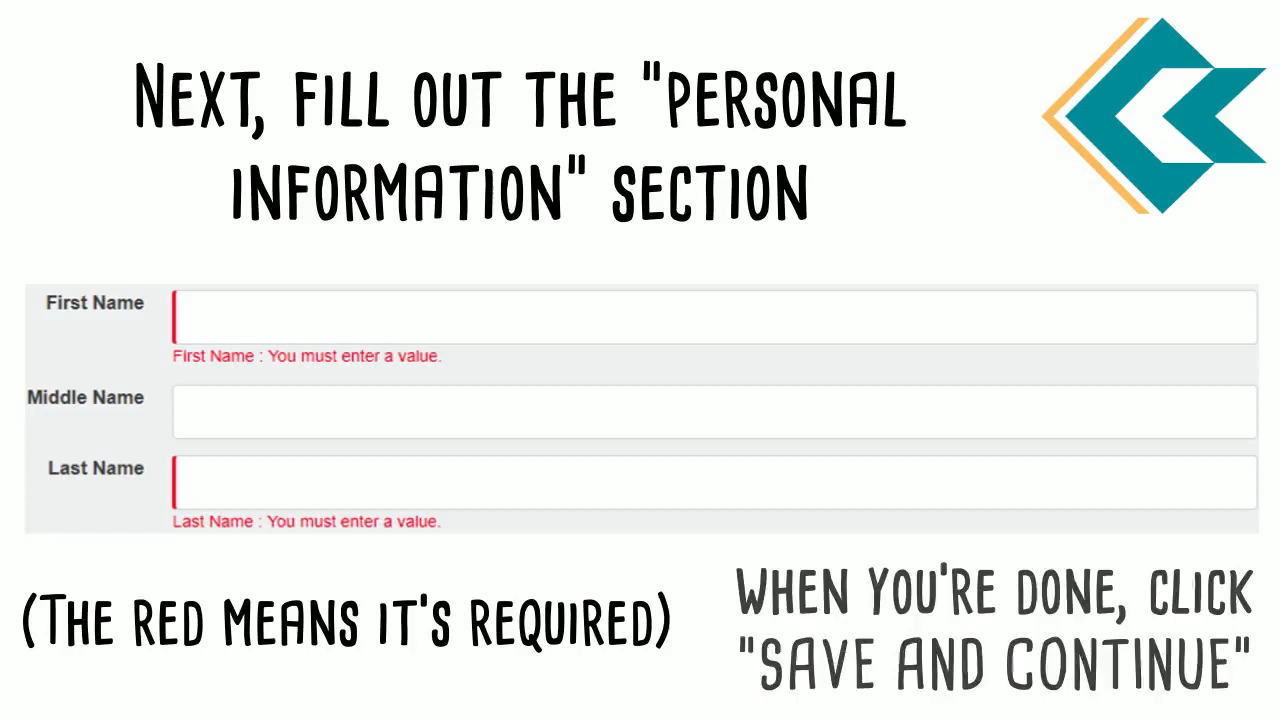 Next, fill out the "personal
information" section
First Name
First Name : You must enter a value.
Middle Name
Last Name
Last Name : You must enter a value.
(The red means it's required)
When you're done, click
"Save and Continue"